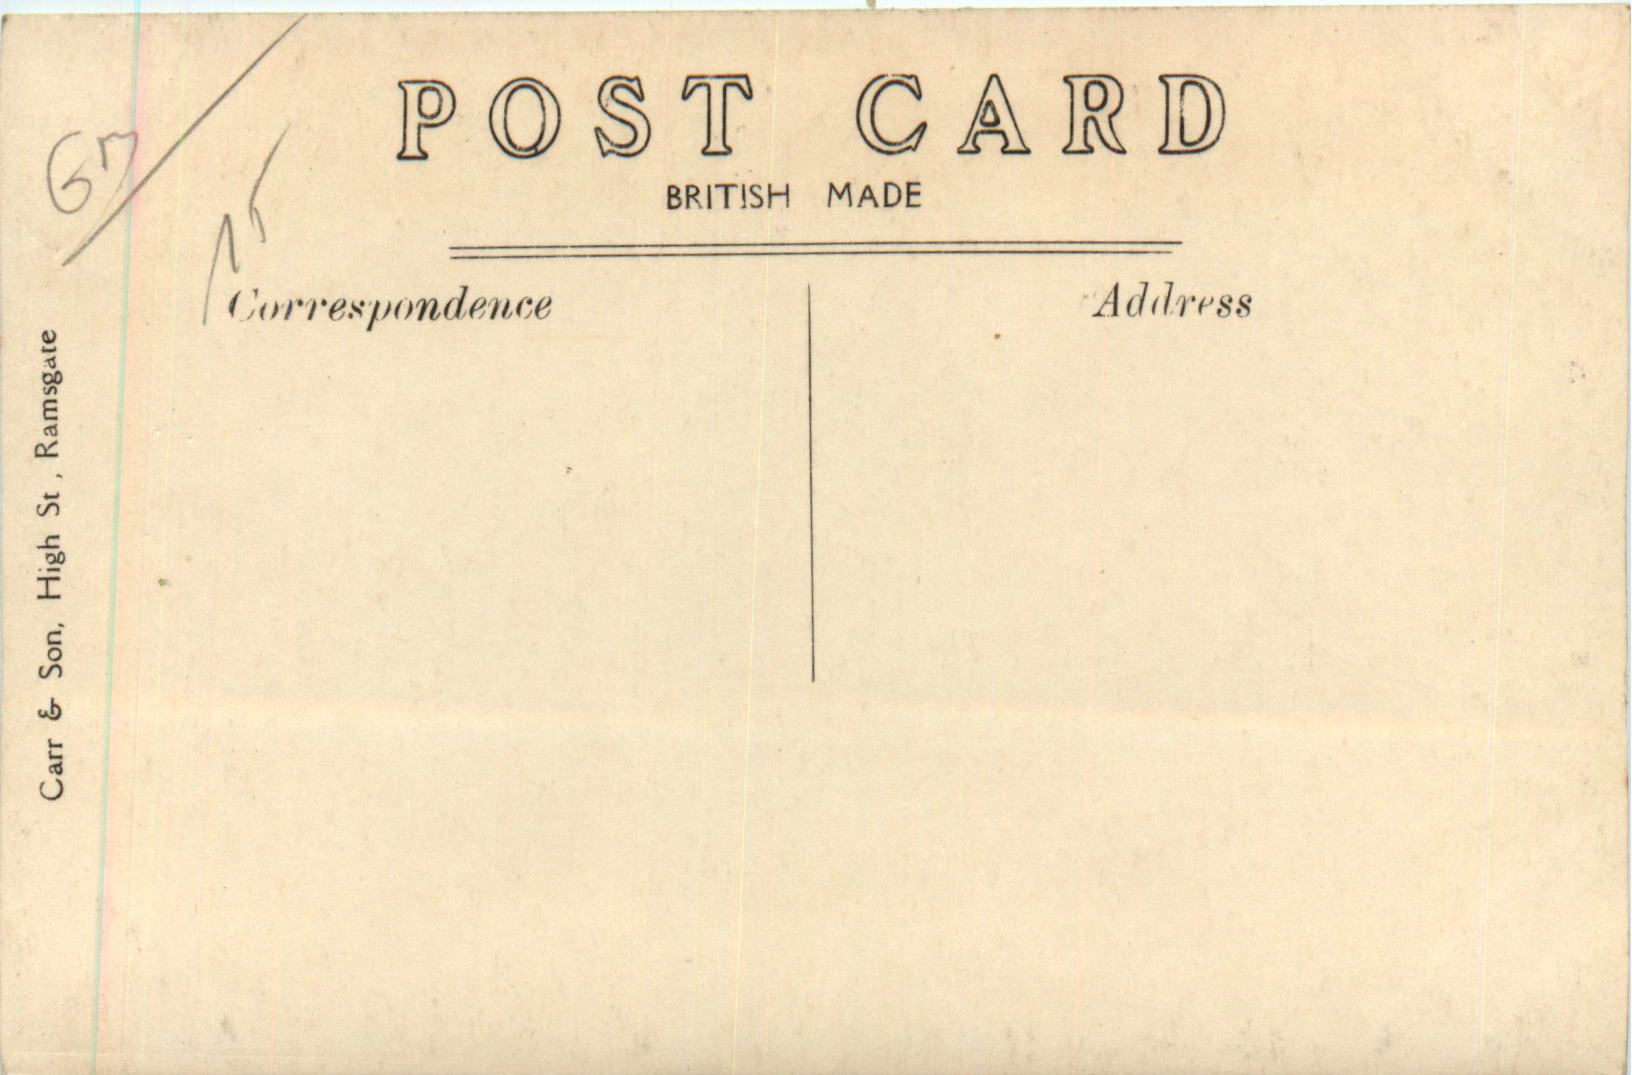 POST CARD
BRITISH MADE
Correspondence
Address
Carr & Son, High St, Ramsgate